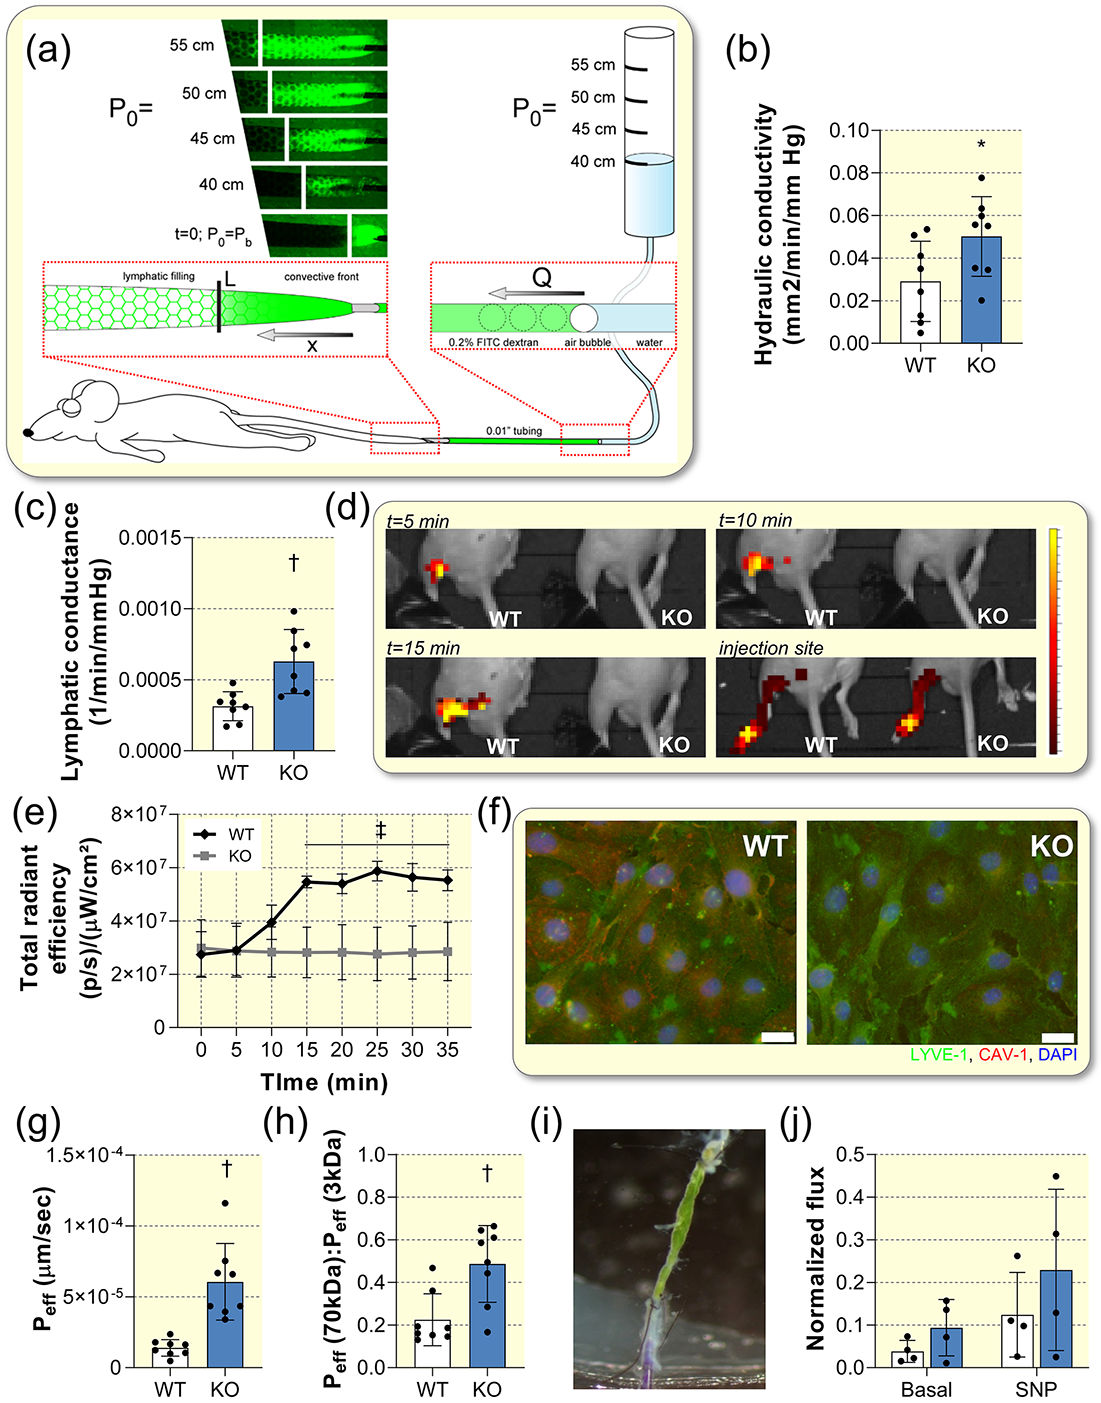 (a)
55 cm
50 cm
P0=
45 cm
40 cm
t=0; P0=Pb
P0=
55 cm
50 cm
45 cm
40 cm
lymphatic filling
L
convective front
x
Q
0.2% FITC dextran
air bubble
water
0.01" tubing
(b)
Hydraulic conductivity
(mm2/min/mm Hg)
0.10
0.08
0.06
0.04
0.02
0.00
*
WT
KO
(c)
Lymphatic conductance
(1/min/mmHg)
0.0015
0.0010
0.0005
0.0000
†
WT
KO
(d)
t=5 min
WT
KO
t=10 min
WT
KO
t=15 min
WT
KO
injection site
WT
KO
(e)
Total radiant
efficiency
(p/s)/(μW/cm²)
8×10⁷
6×10⁷
4×10⁷
2×10⁷
0
WT
KO
‡
0 5 10 15 20 25 30 35
TIme (min)
(f)
WT
KO
LYVE-1, CAV-1, DAPI
(g)
Peff (μm/sec)
1.5×10-4
1×10-4
5×10-5
0
†
WT
KO
(h)
Peff (70kDa):Peff (3kDa)
1.0
0.8
0.6
0.4
0.2
0.0
†
WT
KO
(i)
(j)
Normalized flux
0.5
0.4
0.3
0.2
0.1
0.0
Basal
SNP